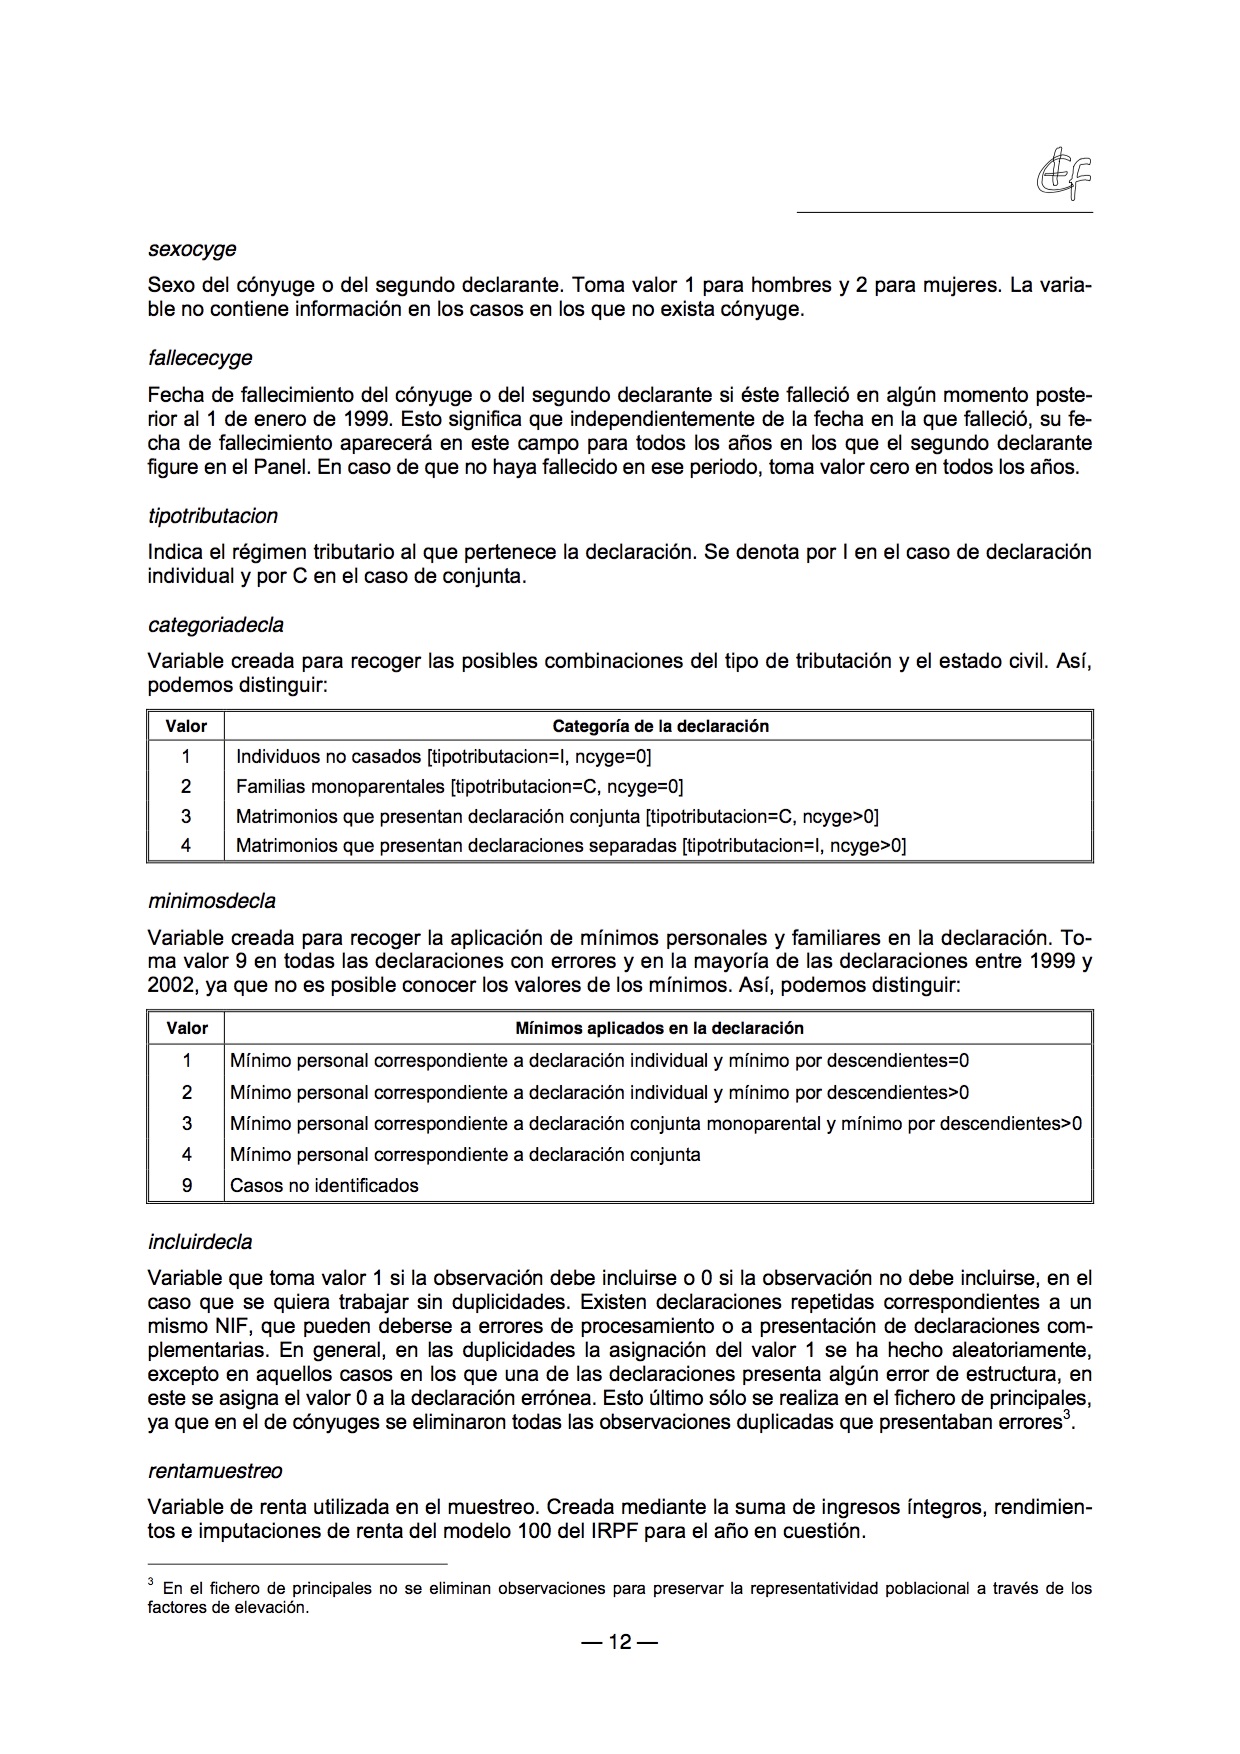 sexocyge
Sexo del cónyuge o del segundo declarante. Toma valor 1 para hombres y 2 para mujeres. La varia-
ble no contiene información en los casos en los que no exista cónyuge.
fallececyge
Fecha de fallecimiento del cónyuge o del segundo declarante si éste falleció en algún momento poste-
rior al 1 de enero de 1999. Esto significa que independientemente de la fecha en la que falleció, su fe-
cha de fallecimiento aparecerá en este campo para todos los años en los que el segundo declarante
figure en el Panel. En caso de que no haya fallecido en ese periodo, toma valor cero en todos los años.
tipotributacion
Indica el régimen tributario al que pertenece la declaración. Se denota por I en el caso de declaración
individual y por C en el caso de conjunta.
categoriadecla
Variable creada para recoger las posibles combinaciones del tipo de tributación y el estado civil. Así,
podemos distinguir:
Valor Categoría de la declaración
1 Individuos no casados [tipotributacion=I, ncyge=0]
2 Familias monoparentales [tipotributacion=C, ncyge=0]
3 Matrimonios que presentan declaración conjunta [tipotributacion=C, ncyge>0]
4 Matrimonios que presentan declaraciones separadas [tipotributacion=I, ncyge>0]
minimosdecla
Variable creada para recoger la aplicación de mínimos personales y familiares en la declaración. To-
ma valor 9 en todas las declaraciones con errores y en la mayoría de las declaraciones entre 1999 y
2002, ya que no es posible conocer los valores de los mínimos. Así, podemos distinguir:
Valor Mínimos aplicados en la declaración
1 Mínimo personal correspondiente a declaración individual y mínimo por descendientes=0
2 Mínimo personal correspondiente a declaración individual y mínimo por descendientes>0
3 Mínimo personal correspondiente a declaración conjunta monoparental y mínimo por descendientes>0
4 Mínimo personal correspondiente a declaración conjunta
9 Casos no identificados
incluirdecla
Variable que toma valor 1 si la observación debe incluirse o 0 si la observación no debe incluirse, en el
caso que se quiera trabajar sin duplicidades. Existen declaraciones repetidas correspondientes a un
mismo NIF, que pueden deberse a errores de procesamiento o a presentación de declaraciones com-
plementarias. En general, en las duplicidades la asignación del valor 1 se ha hecho aleatoriamente,
excepto en aquellos casos en los que una de las declaraciones presenta algún error de estructura, en
este se asigna el valor 0 a la declaración errónea. Esto último sólo se realiza en el fichero de principales,
ya que en el de cónyuges se eliminaron todas las observaciones duplicadas que presentaban errores³.
rentamuestreo
Variable de renta utilizada en el muestreo. Creada mediante la suma de ingresos íntegros, rendimien-
tos e imputaciones de renta del modelo 100 del IRPF para el año en cuestión.
³ En el fichero de principales no se eliminan observaciones para preservar la representatividad poblacional a través de los
factores de elevación.
— 12 —